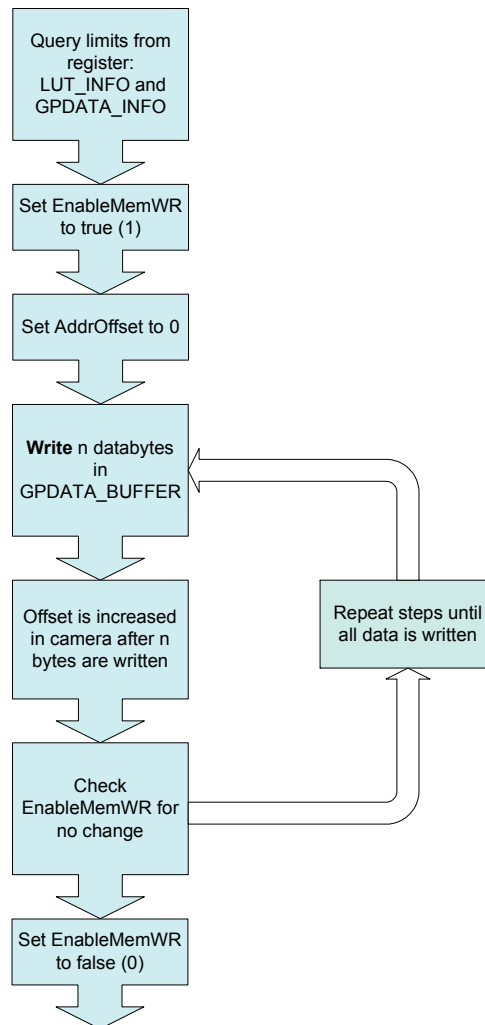 Query limits from
register:
LUT_INFO and
GPDATA_INFO
Set EnableMemWR
to true (1)
Set AddrOffset to 0
Write n databytes
in
GPDATA_BUFFER
Offset is increased
in camera after n
bytes are written
Repeat steps until
all data is written
Check
EnableMemWR for
no change
Set EnableMemWR
to false (0)